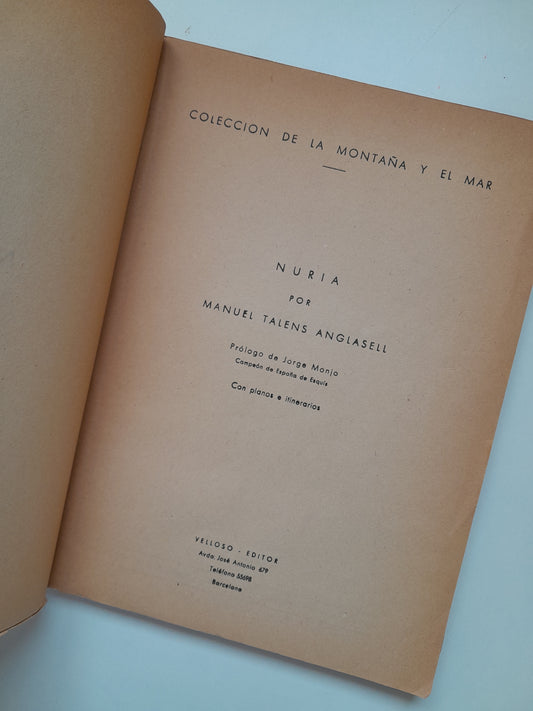 COLECCION DE LA MONTAÑA Y EL MAR
NURIA
POR
MANUEL TALENS ANGLASELL
Prólogo de Jorge Monjo
Campeón de España de Esquís
Con planos e itinerarios
VELLOSO - EDITOR
Avda José Antonio 679
Teléfono 55698
Barcelona